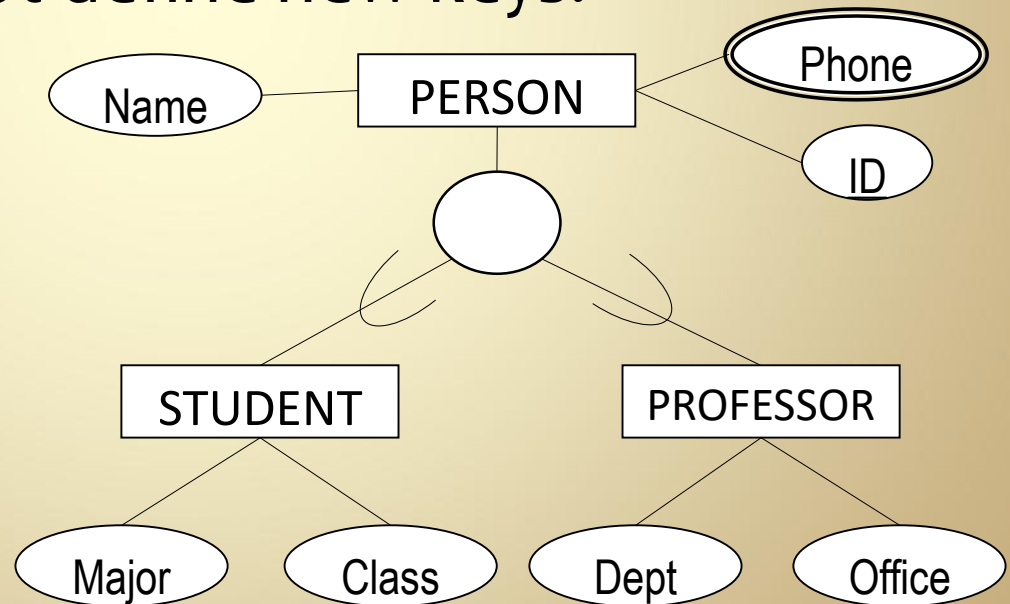 define new keys.
Phone
Name
PERSON
ID
STUDENT
PROFESSOR
Major
Class
Dept
Office